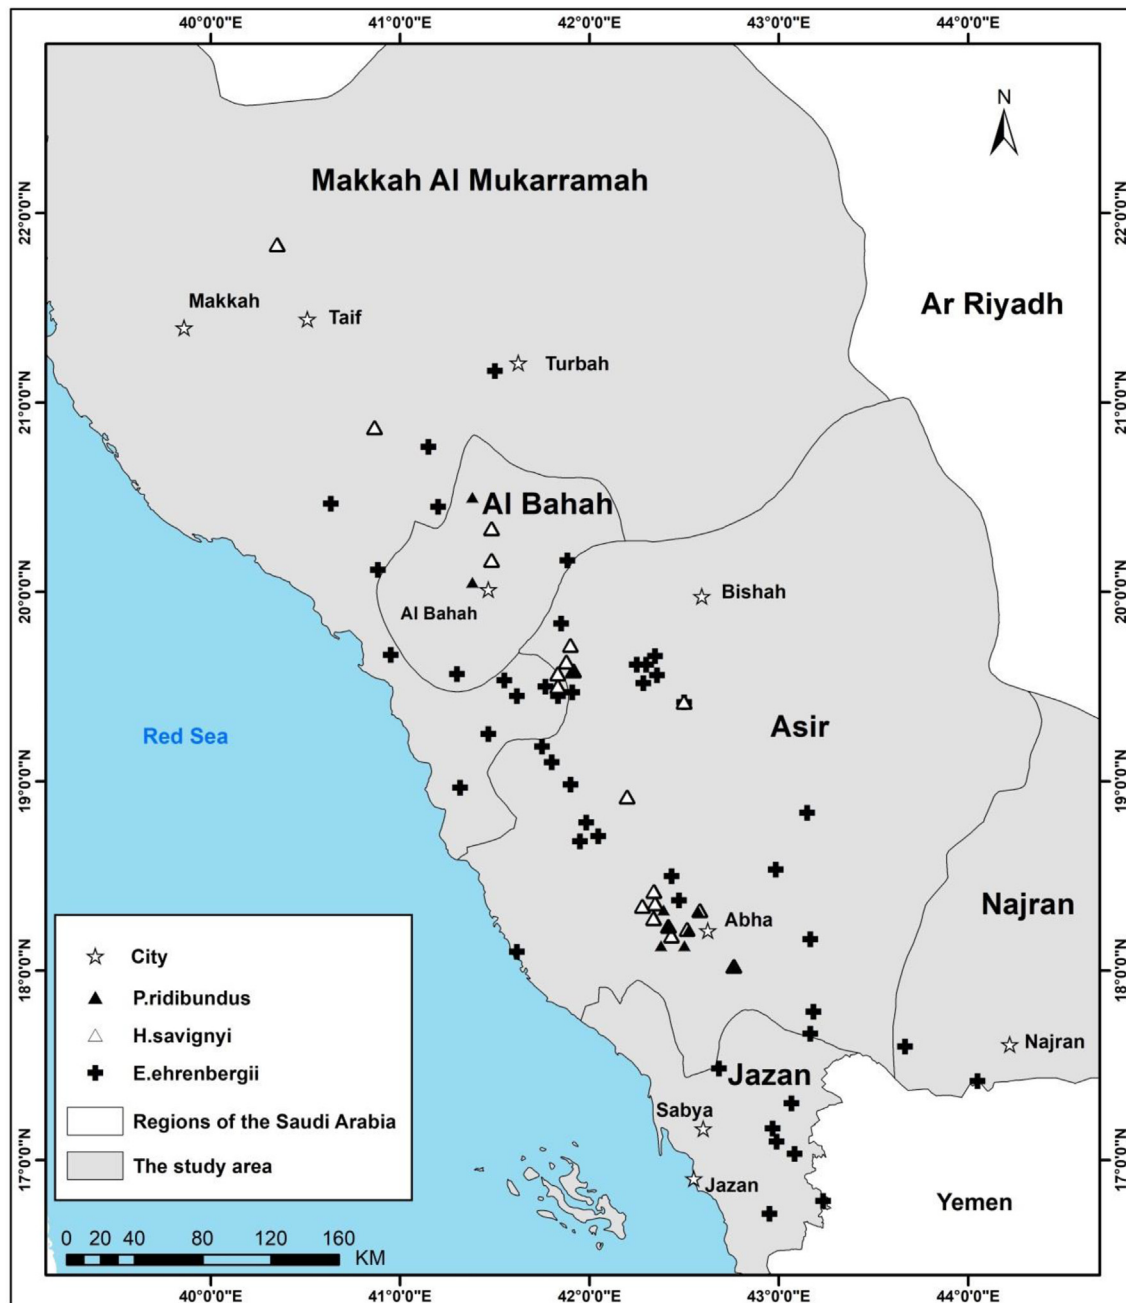 40°0'0"E 41°0'0"E 42°0'0"E 43°0'0"E 44°0'0"E
N
Makkah Al Mukarramah
22°0'0"N 22°0'0"N
Ar Riyadh
Makkah
Taif
Turbah
21°0'0"N 21°0'0"N
Al Bahah
20°0'0"N 20°0'0"N
Bishah
Al Bahah
Red Sea
Asir
19°0'0"N 19°0'0"N
Najran
Abha
18°0'0"N 18°0'0"N
Najran
Jazan
Sabya
17°0'0"N 17°0'0"N
Jazan
Yemen
City
P.ridibundus
H.savignyi
E.ehrenbergii
Regions of the Saudi Arabia
The study area
0 20 40 80 120 160
KM
40°0'0"E 41°0'0"E 42°0'0"E 43°0'0"E 44°0'0"E